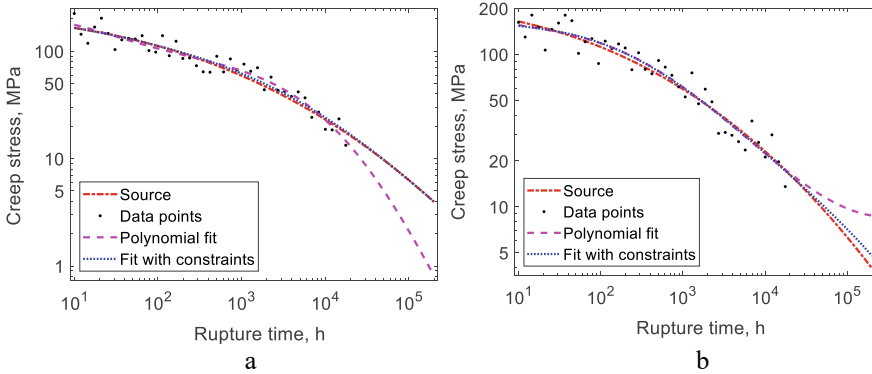 Creep stress, MPa
100
50
10
5
1
10^1
10^2
10^3
10^4
10^5
Rupture time, h
Source
Data points
Polynomial fit
Fit with constraints
a
Creep stress, MPa
200
100
50
20
10
5
10^1
10^2
10^3
10^4
10^5
Rupture time, h
Source
Data points
Polynomial fit
Fit with constraints
b